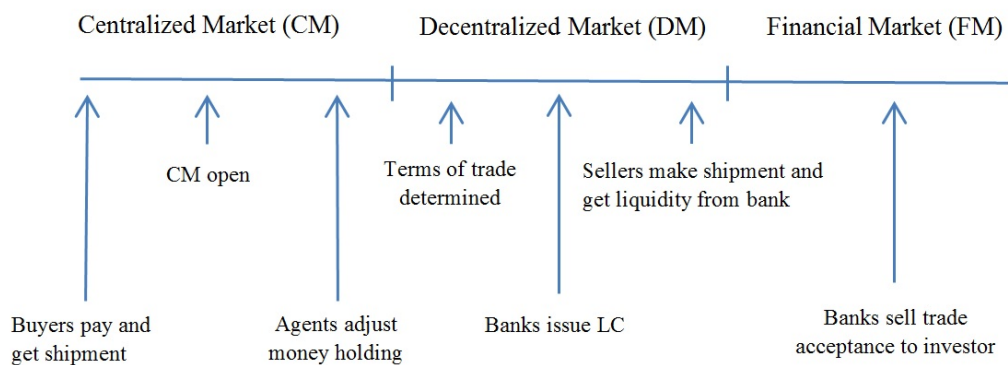 Centralized Market (CM)
Decentralized Market (DM)
Financial Market (FM)
CM open
Terms of trade
determined
Sellers make shipment and
get liquidity from bank
Buyers pay and
get shipment
Agents adjust
money holding
Banks issue LC
Banks sell trade
acceptance to investor